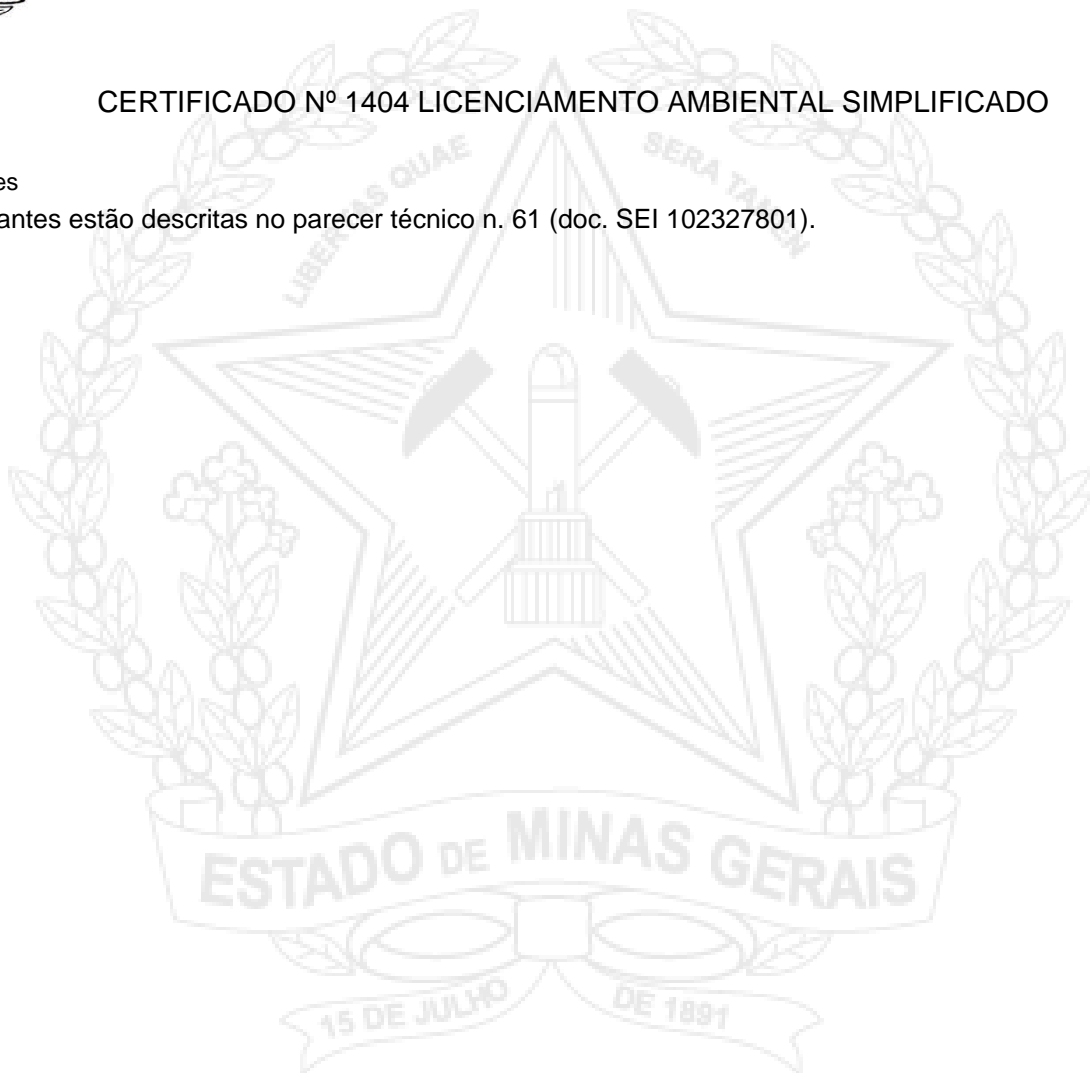 CERTIFICADO Nº 1404 LICENCIAMENTO AMBIENTAL SIMPLIFICADO
es
antes estão descritas no parecer técnico n. 61 (doc. SEI 102327801).
LIBERTAS QUAE SERA TAMEN
ESTADO DE MINAS GERAIS
15 DE JULHO DE 1891